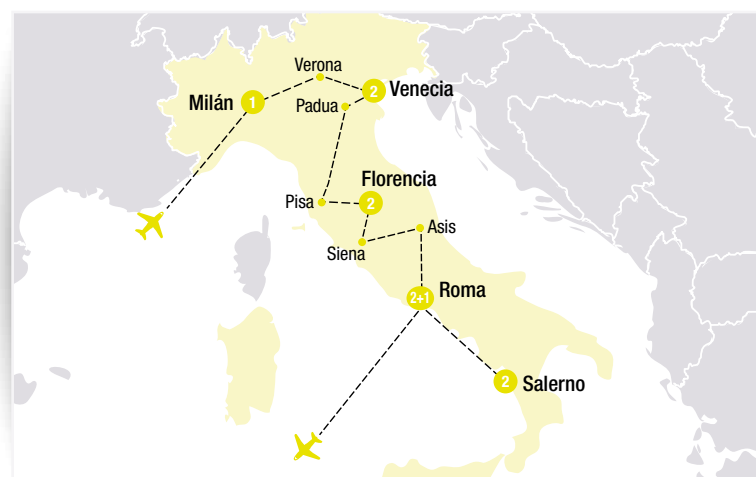 Verona
Milán
1
2
Venecia
Padua
Florencia
Pisa
2
Asis
Siena
Roma
2+1
2
Salerno